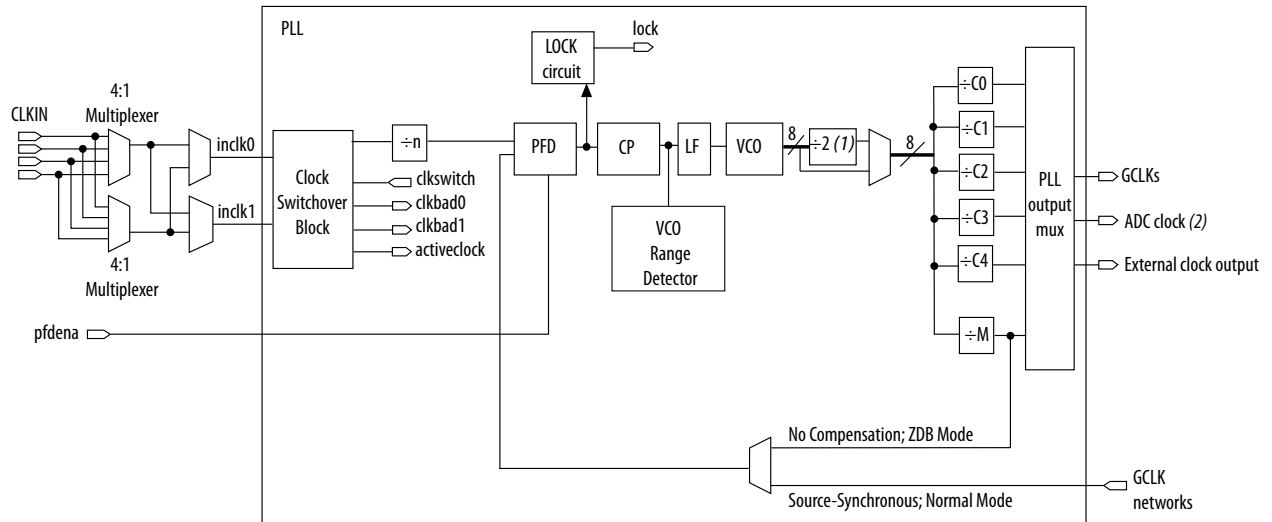 PLL
LOCK
circuit
lock
4:1
Multiplexer
CLKIN
inclk0
inclk1
4:1
Multiplexer
Clock
Switchover
Block
÷n
clkswitch
clkbad0
clkbad1
activeclock
PFD
CP
LF
VCO
8
÷2 (1)
8
VCO
Range
Detector
÷C0
÷C1
÷C2
÷C3
÷C4
÷M
PLL
output
mux
GCLKs
ADC clock (2)
External clock output
pfdena
No Compensation; ZDB Mode
Source-Synchronous; Normal Mode
GCLK
networks